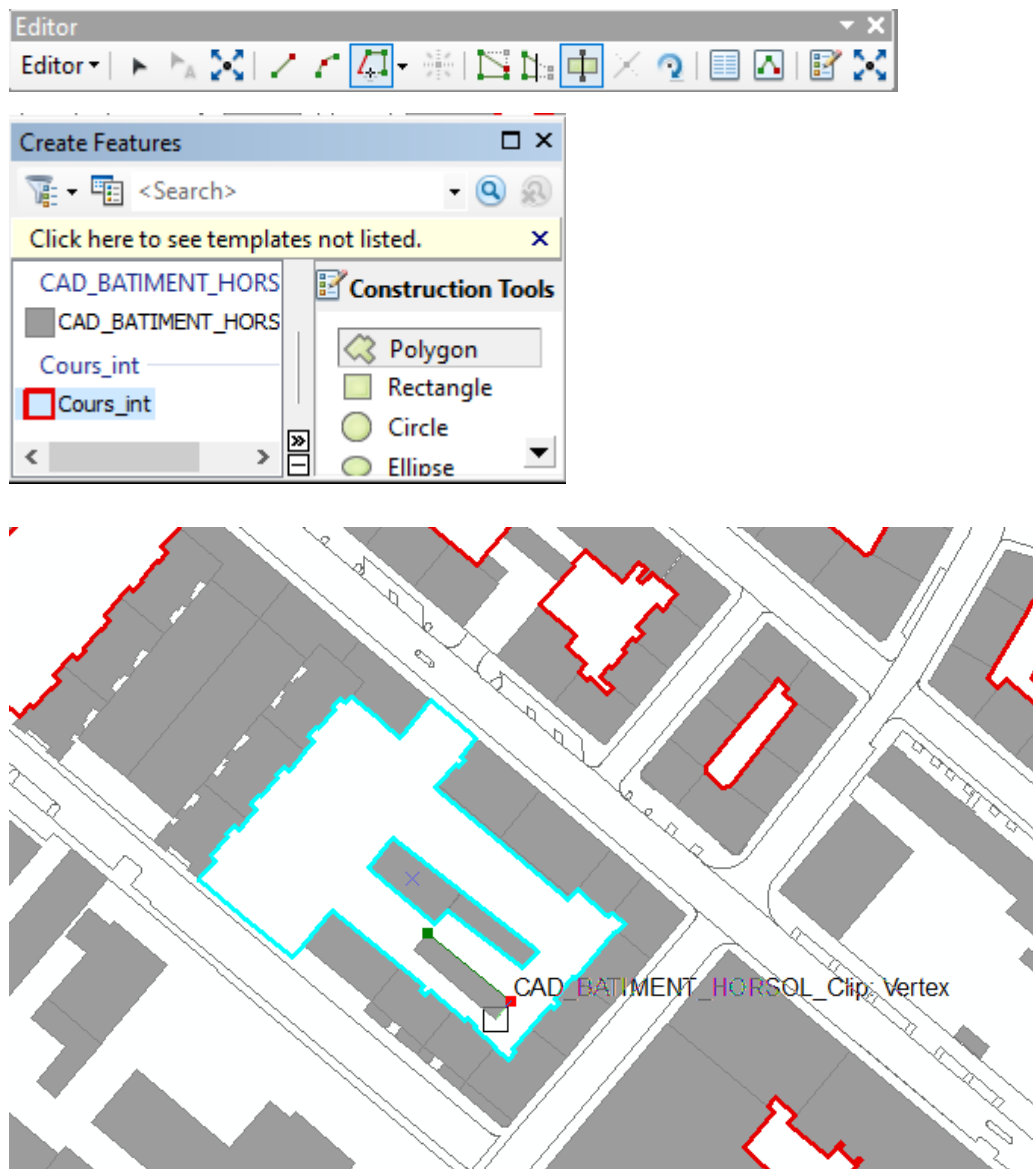 Editor
Editor
Create Features
<Search>
Click here to see templates not listed.
CAD_BATIMENT_HORS
CAD_BATIMENT_HORS
Cours_int
Cours_int
Construction Tools
Polygon
Rectangle
Circle
Ellipse
CAD_BATIMENT_HORSOL_Clip: Vertex